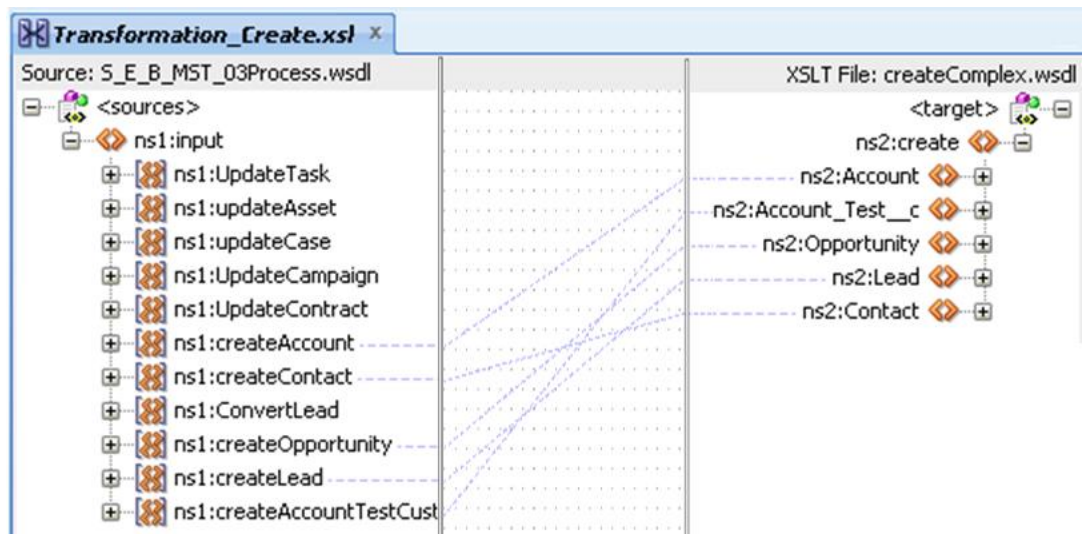 Transformation_Create.xsl x
Source: S_E_B_MST_03Process.wsdl
XSLT File: createComplex.wsdl
<sources>
<target>
ns1:input
ns2:create
ns1:UpdateTask
ns2:Account
ns1:updateAsset
ns2:Account_Test__c
ns1:updateCase
ns2:Opportunity
ns1:UpdateCampaign
ns2:Lead
ns1:UpdateContract
ns2:Contact
ns1:createAccount
ns1:createContact
ns1:ConvertLead
ns1:createOpportunity
ns1:createLead
ns1:createAccountTestCust